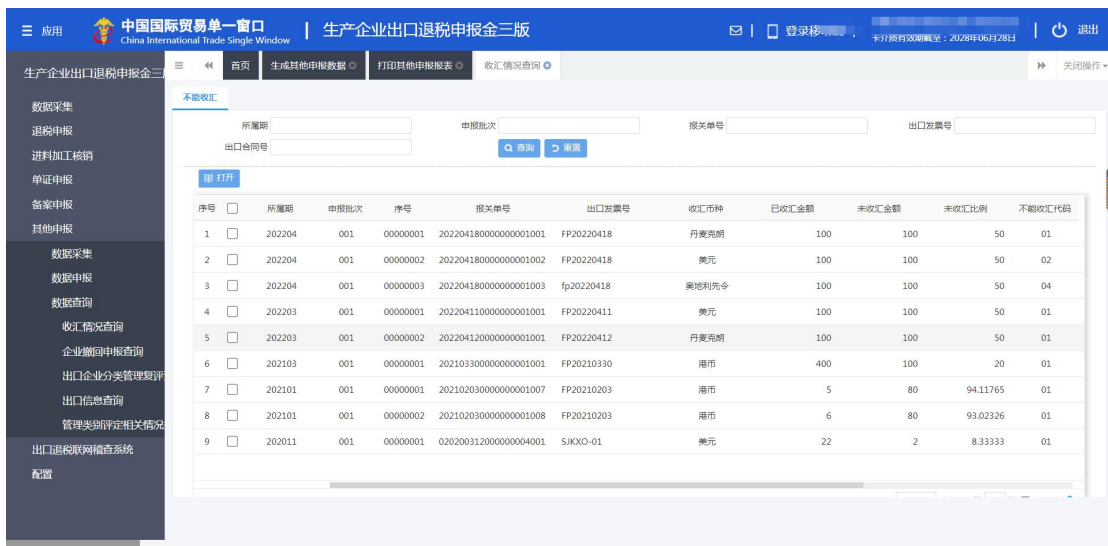 应用 中国国际贸易单一窗口 生产企业出口退税申报金三版 登录移 卡介质有效期截至：2028年06月28日 退出
China International Trade Single Window
生产企业出口退税申报金三 首页 生成其他申报数据 打印其他申报报表 收汇情况查询 关闭操作
数据采集
退税申报
进料加工核销
单证申报
备案申报
其他申报
数据采集
数据申报
数据查询
收汇情况查询
企业撤回申报查询
出口企业分类管理复评
出口信息查询
管理类别评定相关情况
出口退税联网稽查系统
配置
不能收汇
所属期 申报批次 报关单号 出口发票号
出口合同号 查询 重置
打开
序号 所属期 申报批次 序号 报关单号 出口发票号 收汇币种 已收汇金额 未收汇金额 未收汇比例 不能收汇代码
1 202204 001 00000001 202204180000000001001 FP20220418 丹麦克朗 100 100 50 01
2 202204 001 00000002 202204180000000001002 FP20220418 美元 100 100 50 02
3 202204 001 00000003 202204180000000001003 fp20220418 奥地利先令 100 100 50 04
4 202203 001 00000001 202204110000000001001 FP20220411 美元 100 100 50 01
5 202203 001 00000002 202204120000000001001 FP20220412 丹麦克朗 100 100 50 01
6 202103 001 00000001 202103300000000001001 FP20210330 港币 400 100 20 01
7 202101 001 00000001 202102030000000001007 FP20210203 港币 5 80 94.11765 01
8 202101 001 00000002 202102030000000001008 FP20210203 港币 6 80 93.02326 01
9 202011 001 00000001 020200312000000004001 SJKXO-01 美元 22 2 8.33333 01